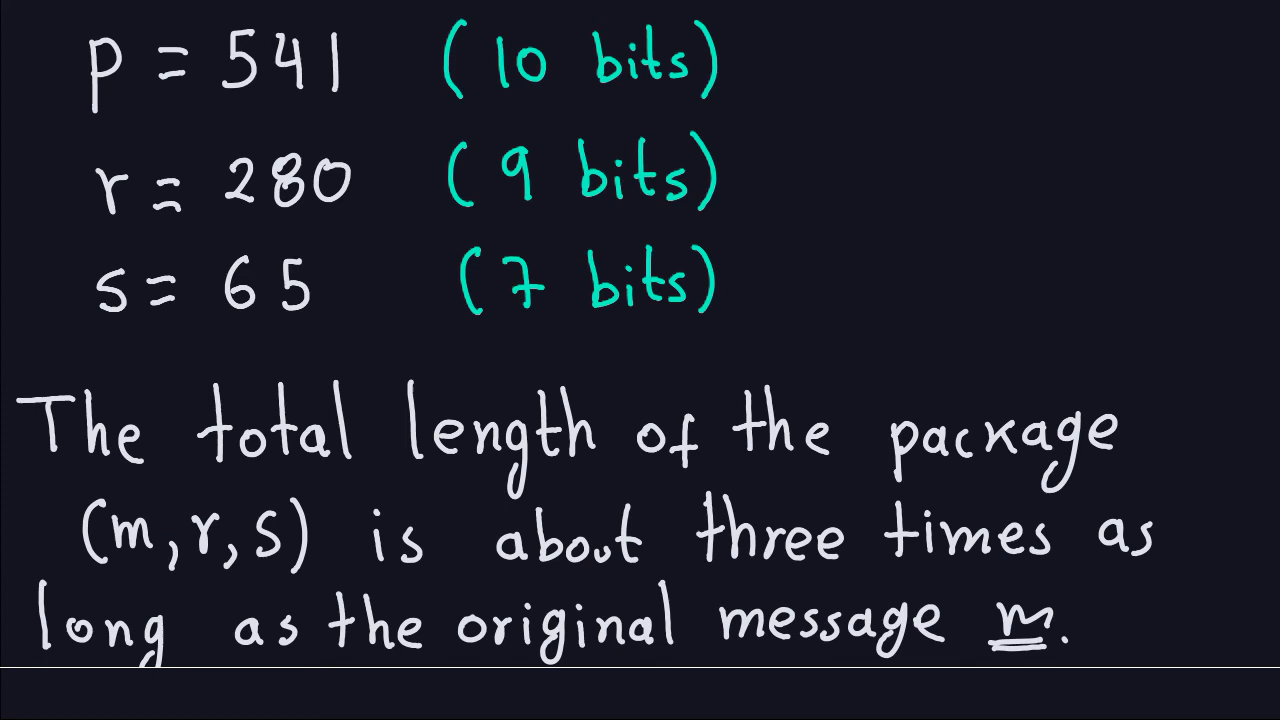 p = 541 (10 bits)
r = 280 (9 bits)
s = 65 (7 bits)
The total length of the package
(m, r, s) is about three times as
long as the original message m.